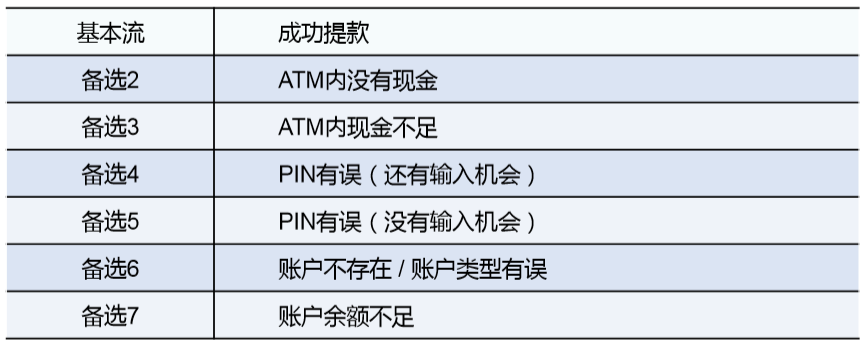 基本流 成功提款
备选2 ATM内没有现金
备选3 ATM内现金不足
备选4 PIN有误（还有输入机会）
备选5 PIN有误（没有输入机会）
备选6 账户不存在 / 账户类型有误
备选7 账户余额不足